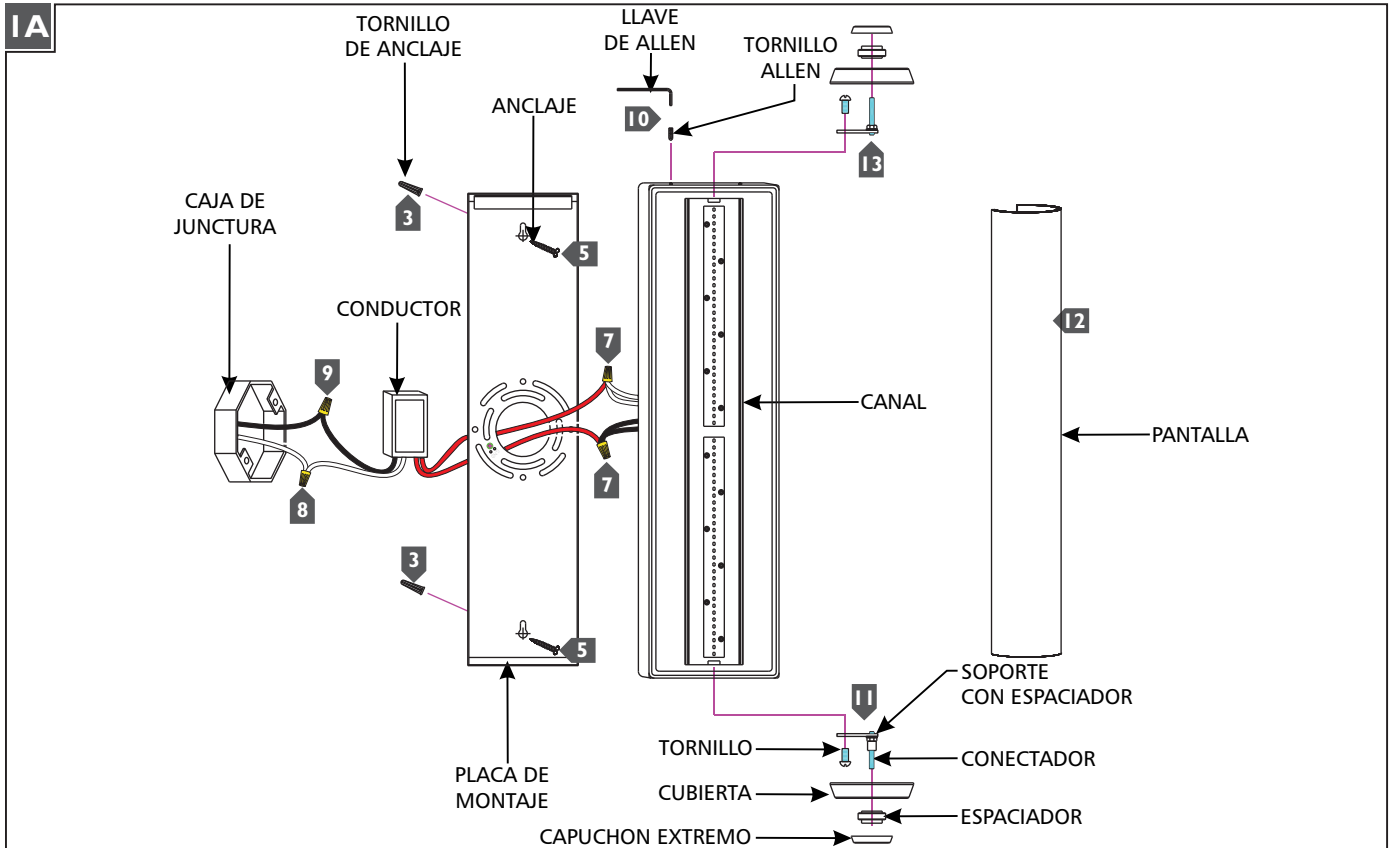 1A
TORNILLO
DE ANCLAJE
LLAVE
DE ALLEN
TORNILLO
ALLEN
ANCLAJE
10
13
3
CAJA DE
JUNCTURA
5
CONDUCTOR
12
7
9
CANAL
PANTALLA
7
8
3
5
SOPORTE
CON ESPACIADOR
11
TORNILLO
CONECTADOR
PLACA DE
MONTAJE
CUBIERTA
ESPACIADOR
CAPUCHON EXTREMO